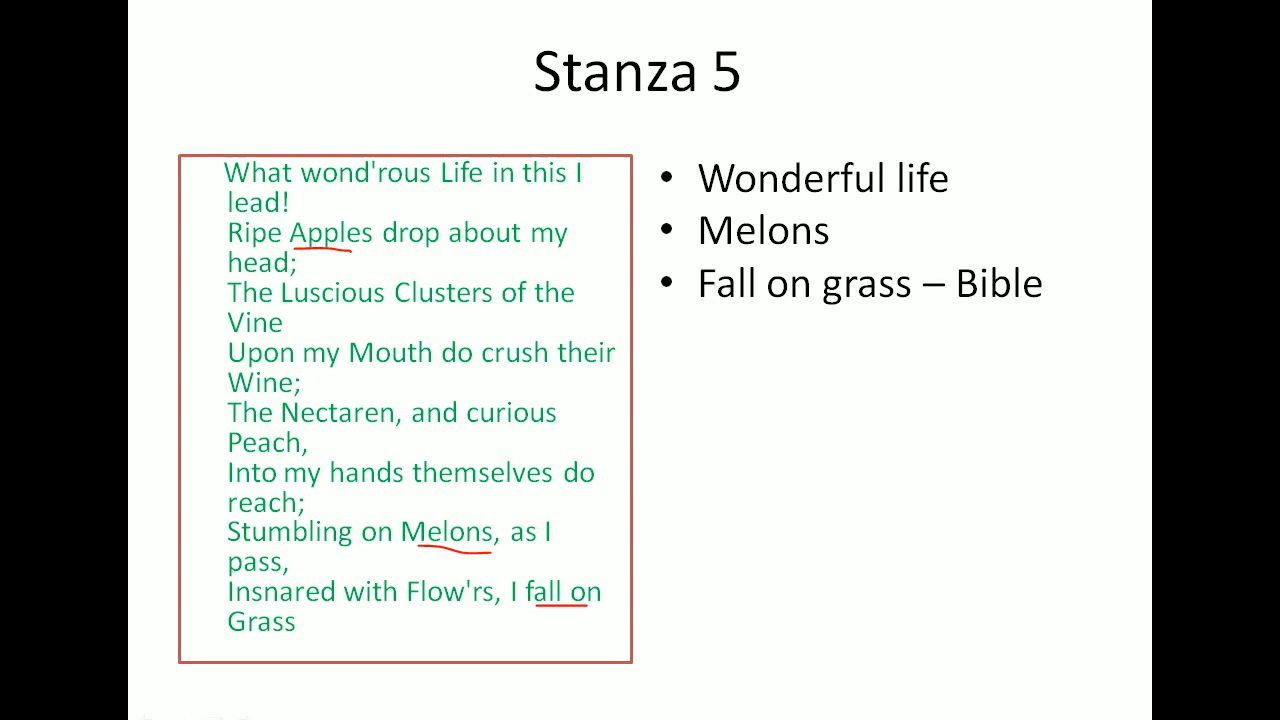 Stanza 5
What wond'rous Life in this I
lead!
Ripe Apples drop about my
head;
The Luscious Clusters of the
Vine
Upon my Mouth do crush their
Wine;
The Nectaren, and curious
Peach,
Into my hands themselves do
reach;
Stumbling on Melons, as I
pass,
Insnared with Flow'rs, I fall on
Grass
• Wonderful life
• Melons
• Fall on grass – Bible